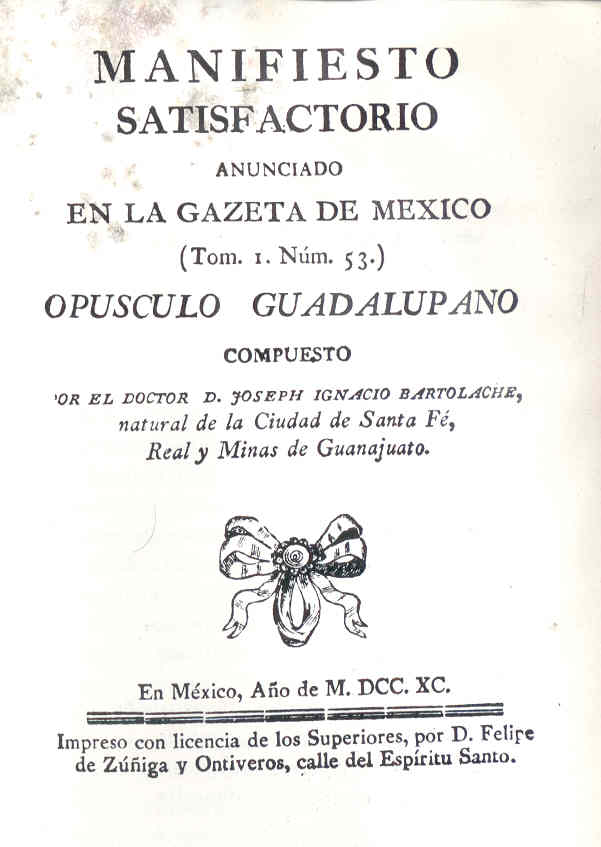 MANIFIESTO
SATISFACTORIO
ANUNCIADO
EN LA GAZETA DE MEXICO
(Tom. 1. Núm. 53.)
OPUSCULO GUADALUPANO
COMPUESTO
'OR EL DOCTOR D. JOSEPH IGNACIO BARTOLACHE,
natural de la Ciudad de Santa Fé,
Real y Minas de Guanajuato.
En México, Año de M. DCC. XC.
Impreso con licencia de los Superiores, por D. Felipe
de Zúñiga y Ontiveros, calle del Espíritu Santo.